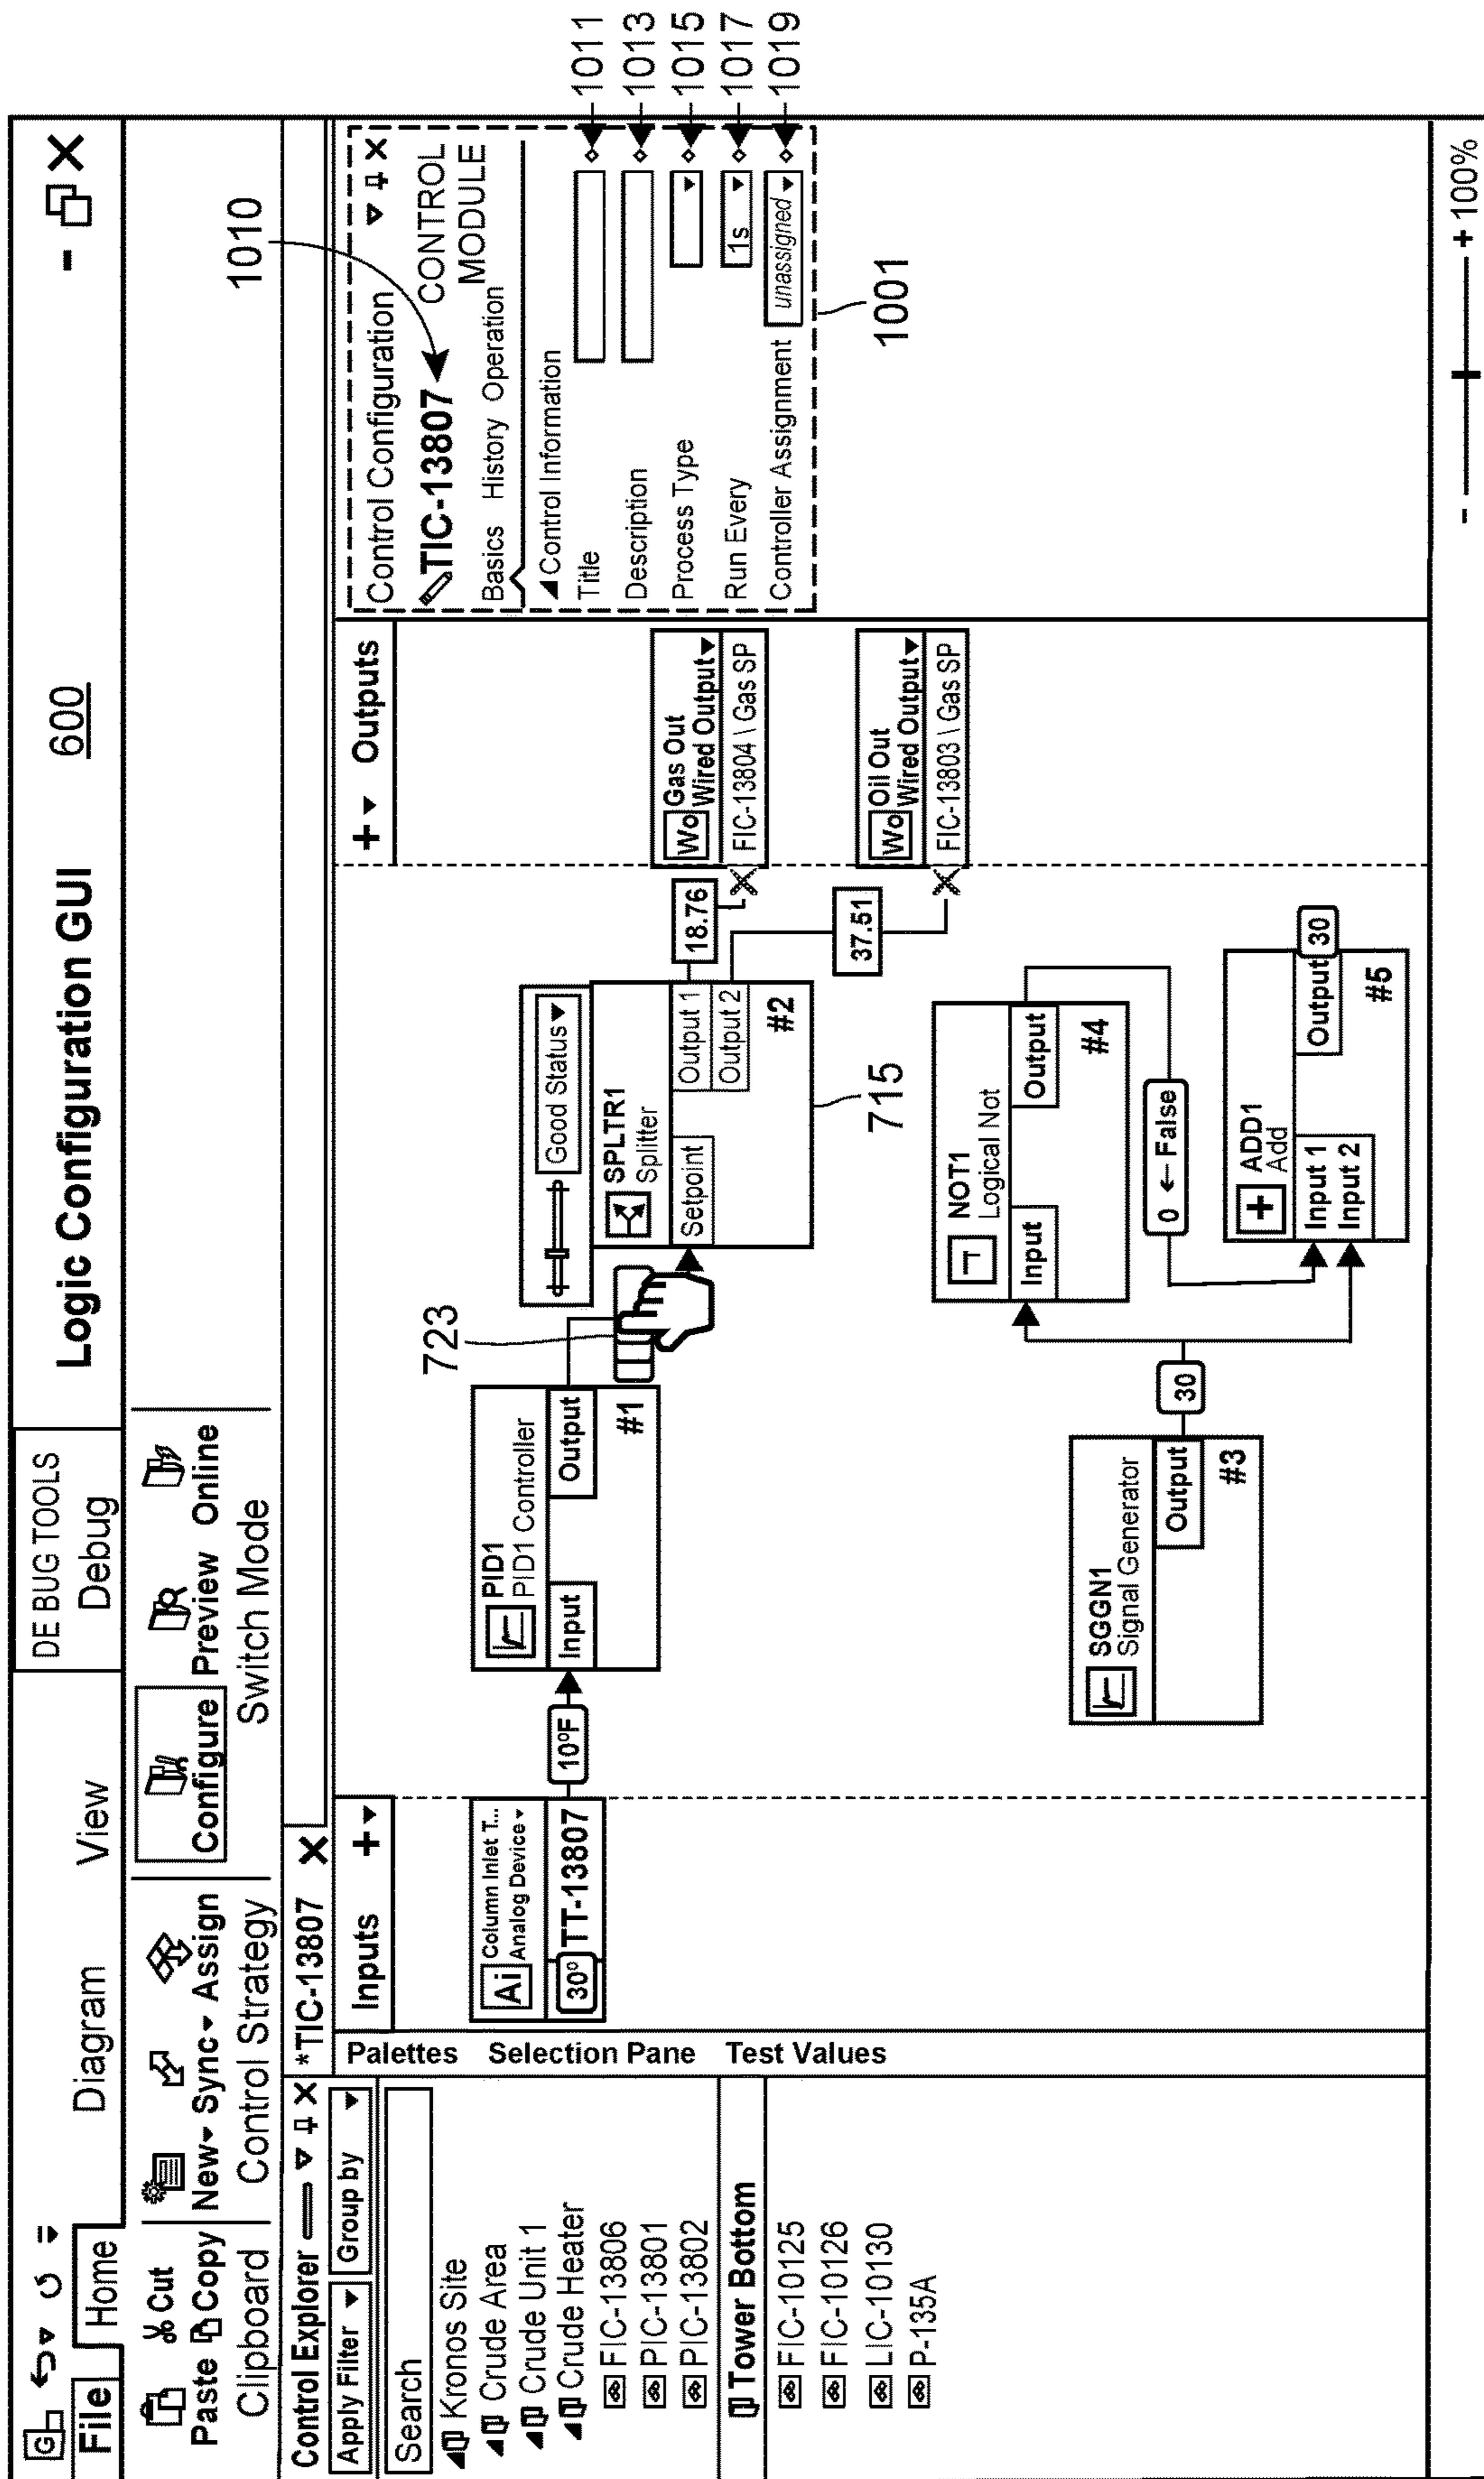 Logic Configuration GUI 600
G
DE BUG TOOLS
File Home Diagram View Debug
Paste Cut Copy
Clipboard
New Sync Assign
Control Strategy
Configure Preview Online
Switch Mode
1010
Control Explorer
Apply Filter Group by
Search
Kronos Site
Crude Area
Crude Unit 1
Crude Heater
FIC-13806
PIC-13801
PIC-13802
Tower Bottom
FIC-10125
FIC-10126
LIC-10130
P-135A
*TIC-13807 X
Palettes Selection Pane Test Values
Inputs +
Ai Column Inlet T...
Analog Device
30° TT-13807
10°F
PID1
PID1 Controller
Input Output
#1
723
Good Status
SPLTR1
Splitter
Setpoint Output 1
Output 2
#2
715
18.76
37.51
+ Outputs
Wo Gas Out
Wired Output
FIC-13804 \ Gas SP
Wo Oil Out
Wired Output
FIC-13803 \ Gas SP
SGGN1
Signal Generator
Output
#3
30
NOT1
Logical Not
Input Output
#4
0 ← False
+ ADD1
Add
Input 1 Output 30
Input 2
#5
Control Configuration
TIC-13807 CONTROL
MODULE
Basics History Operation
Control Information
Title 1011
Description 1013
Process Type 1015
Run Every 1s 1017
Controller Assignment unassigned 1019
1001
- + 100%